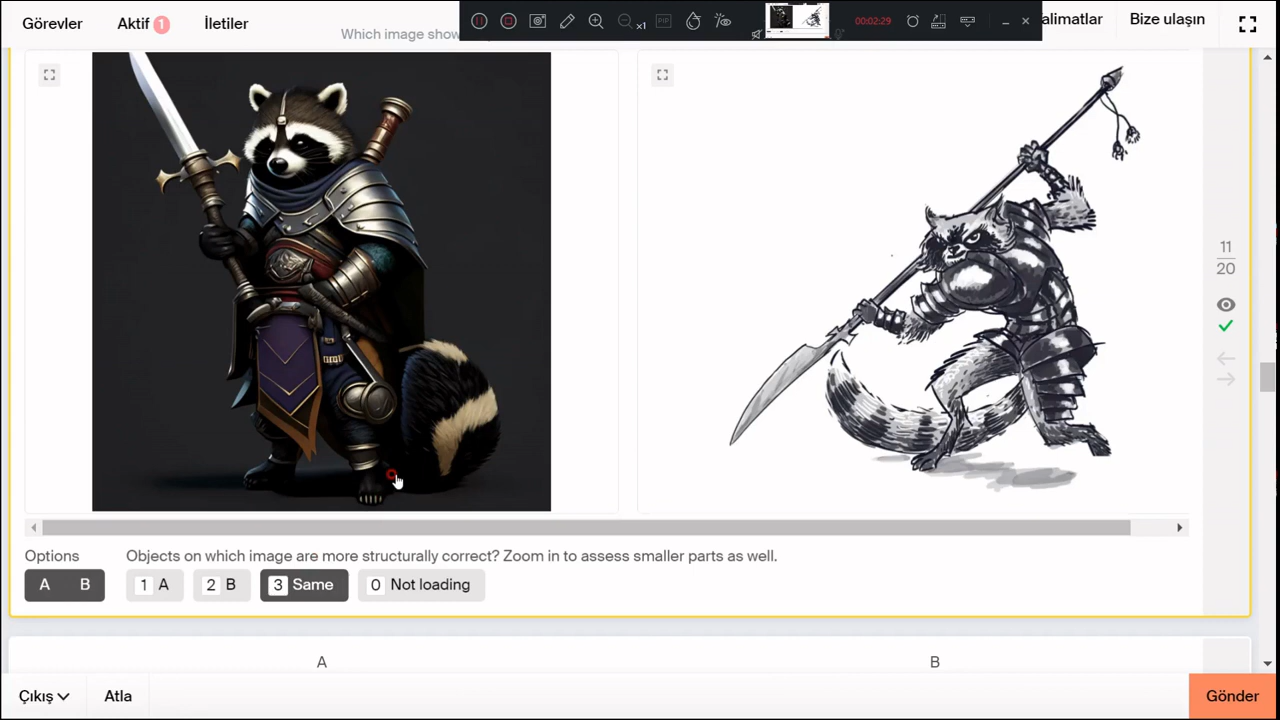 Görevler Aktif 1 İletiler
Which image show
x1 PIP 00:02:29
alimatlar Bize ulaşın
11
20
Options Objects on which image are more structurally correct? Zoom in to assess smaller parts as well.
A B 1 A 2 B 3 Same 0 Not loading
A B
Çıkış Atla Gönder